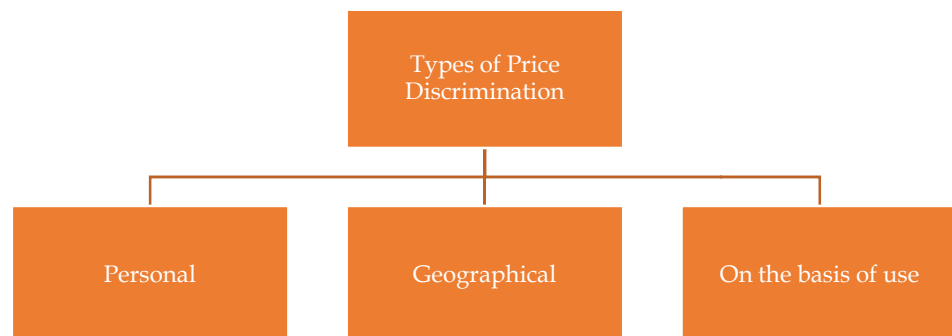 Types of Price
Discrimination
Personal
Geographical
On the basis of use